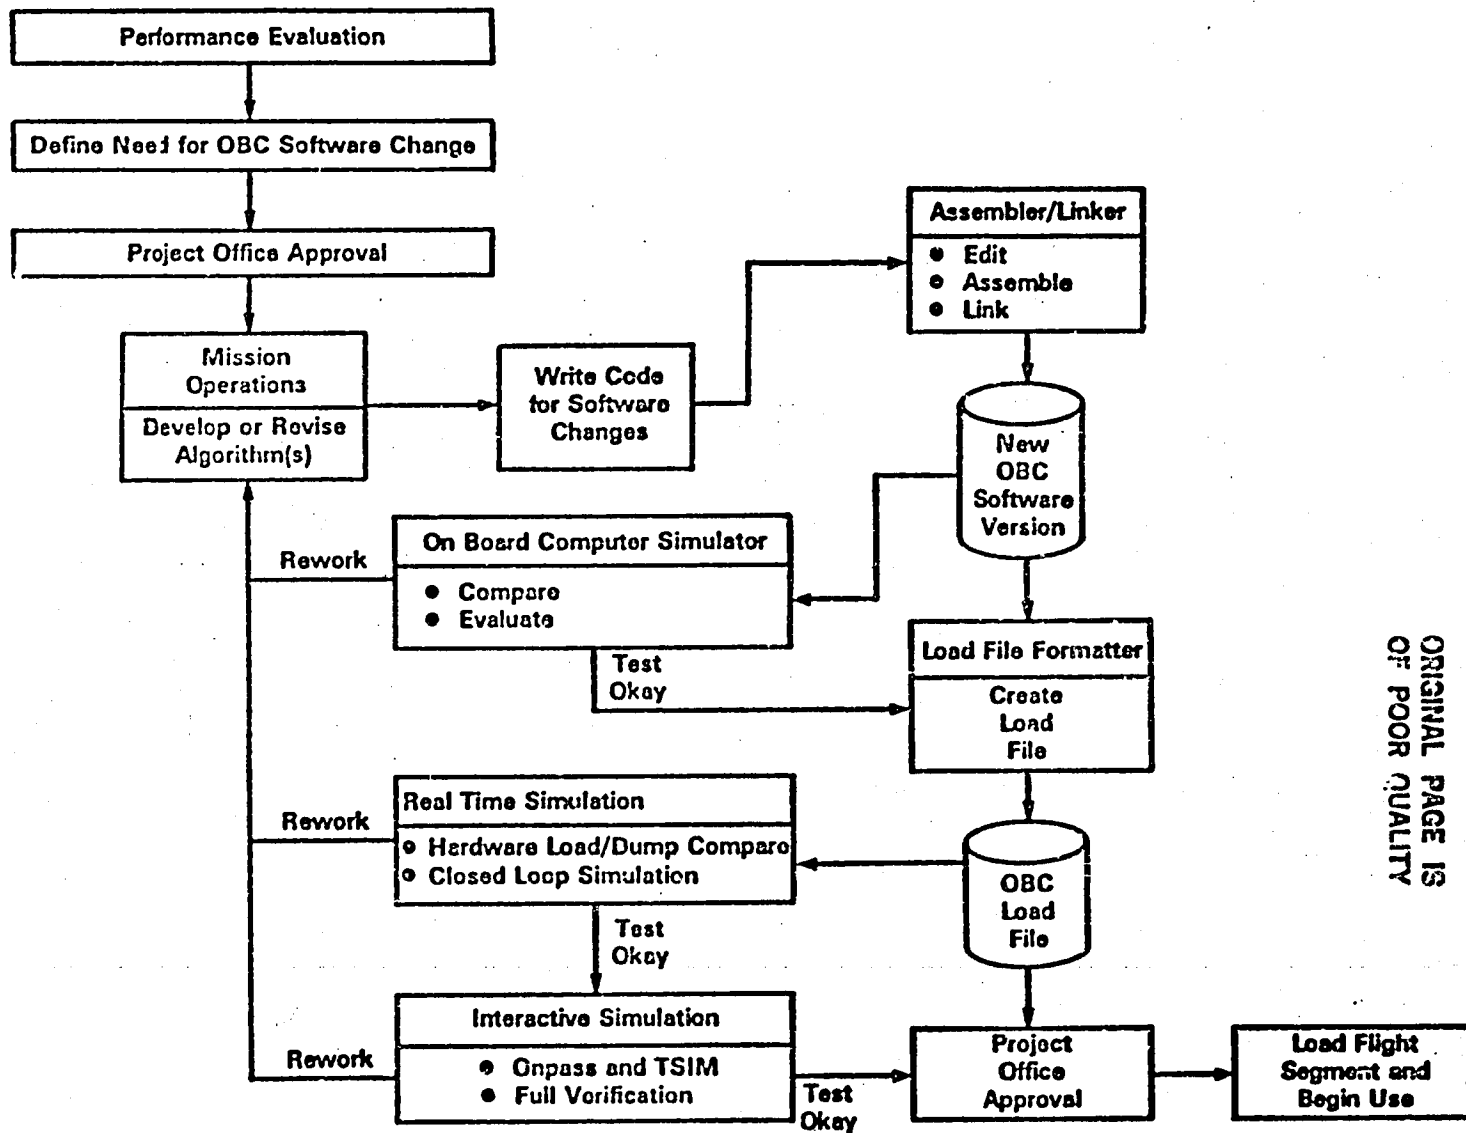 Performance Evaluation
Define Need for OBC Software Change
Project Office Approval
Mission
Operations
Develop or Revise
Algorithm(s)
Write Code
for Software
Changes
Assembler/Linker
● Edit
● Assemble
● Link
New
OBC
Software
Version
On Board Computer Simulator
● Compare
● Evaluate
Rework
Test
Okay
Load File Formatter
Create
Load
File
Real Time Simulation
● Hardware Load/Dump Compare
● Closed Loop Simulation
Rework
Test
Okay
OBC
Load
File
Interactive Simulation
● Onpass and TSIM
● Full Verification
Rework
Test
Okay
Project
Office
Approval
Load Flight
Segment and
Begin Use
ORIGINAL PAGE IS
OF POOR QUALITY